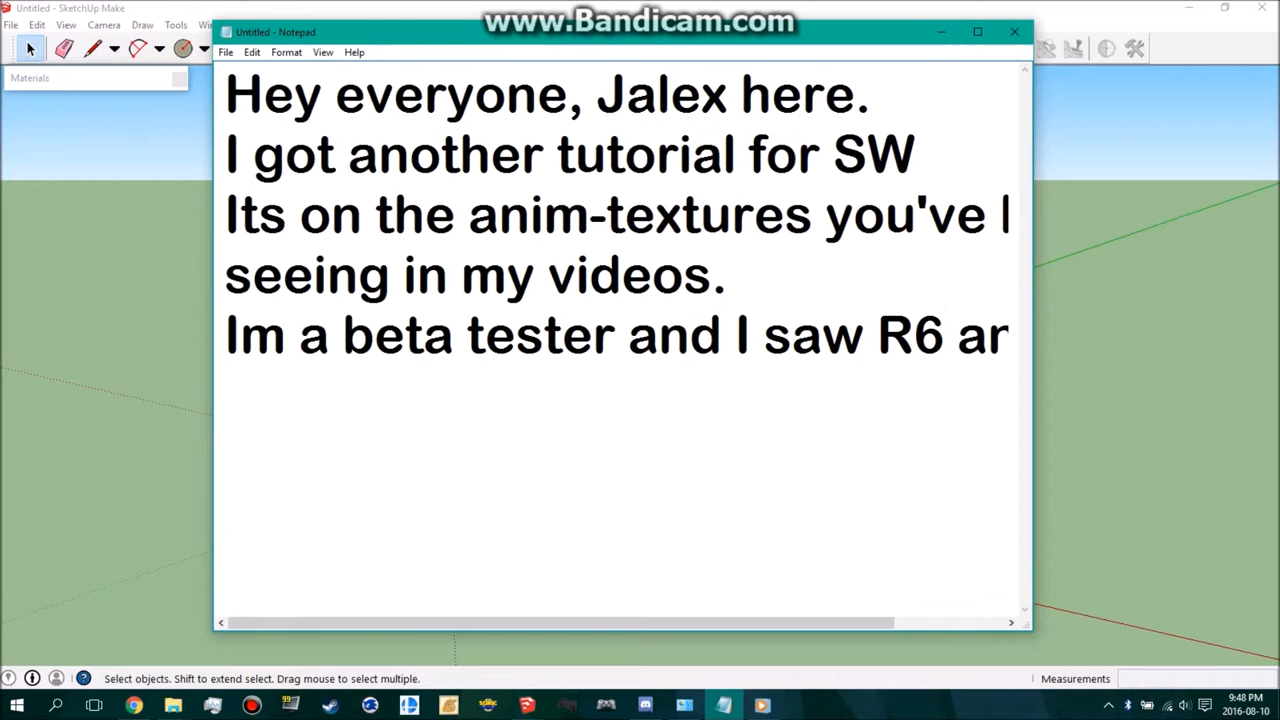 Untitled - SketchUp Make
www.Bandicam.com
File Edit View Camera Draw Tools
Untitled - Notepad
File Edit Format View Help
Materials
Hey everyone, Jalex here.
I got another tutorial for SW
Its on the anim-textures you've
seeing in my videos.
Im a beta tester and I saw R6
Select objects. Shift to extend select. Drag mouse to select multiple.
Measurements
9:48 PM
2016-08-10